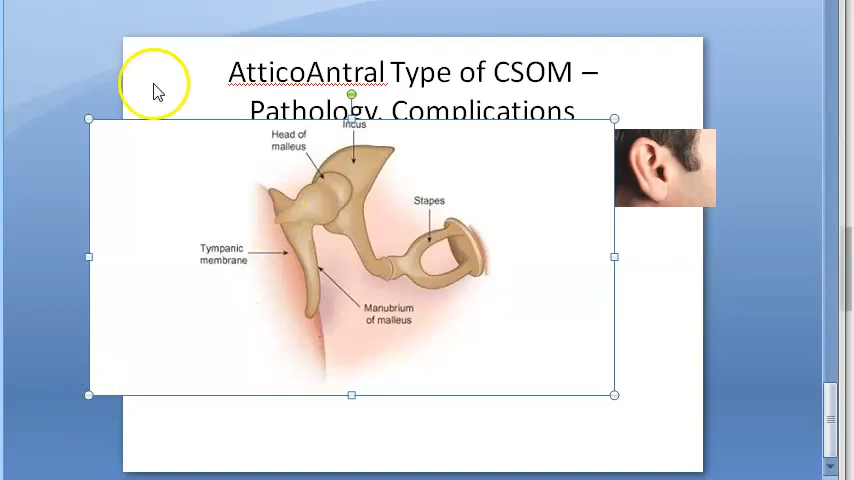 AtticoAntral Type of CSOM –
Pathology, Complications
Incus
Head of
malleus
Stapes
Tympanic
membrane
Manubrium
of malleus